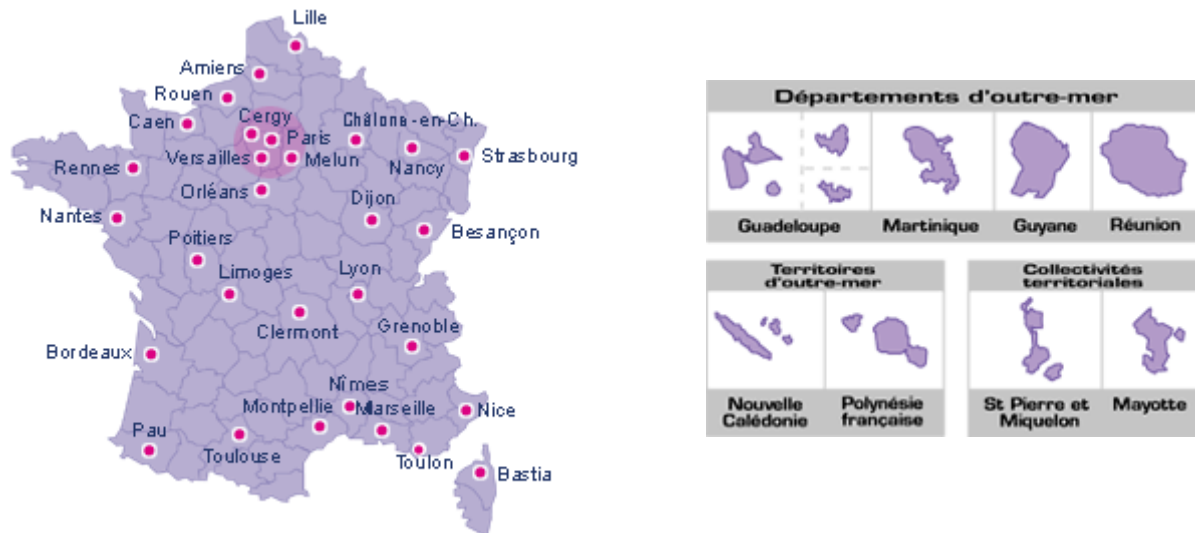 Lille
Amiens
Rouen
Cergy
Caen
Châlons-en-Ch.
Paris
Rennes
Versailles
Melun
Nancy
Strasbourg
Orléans
Nantes
Dijon
Besançon
Poitiers
Limoges
Lyon
Clermont
Grenoble
Bordeaux
Nîmes
Montpellie
Marseille
Nice
Pau
Toulouse
Toulon
Bastia
Départements d'outre-mer
Guadeloupe
Martinique
Guyane
Réunion
Territoires
d'outre-mer
Nouvelle
Calédonie
Polynésie
française
Collectivités
territoriales
St Pierre et
Miquelon
Mayotte